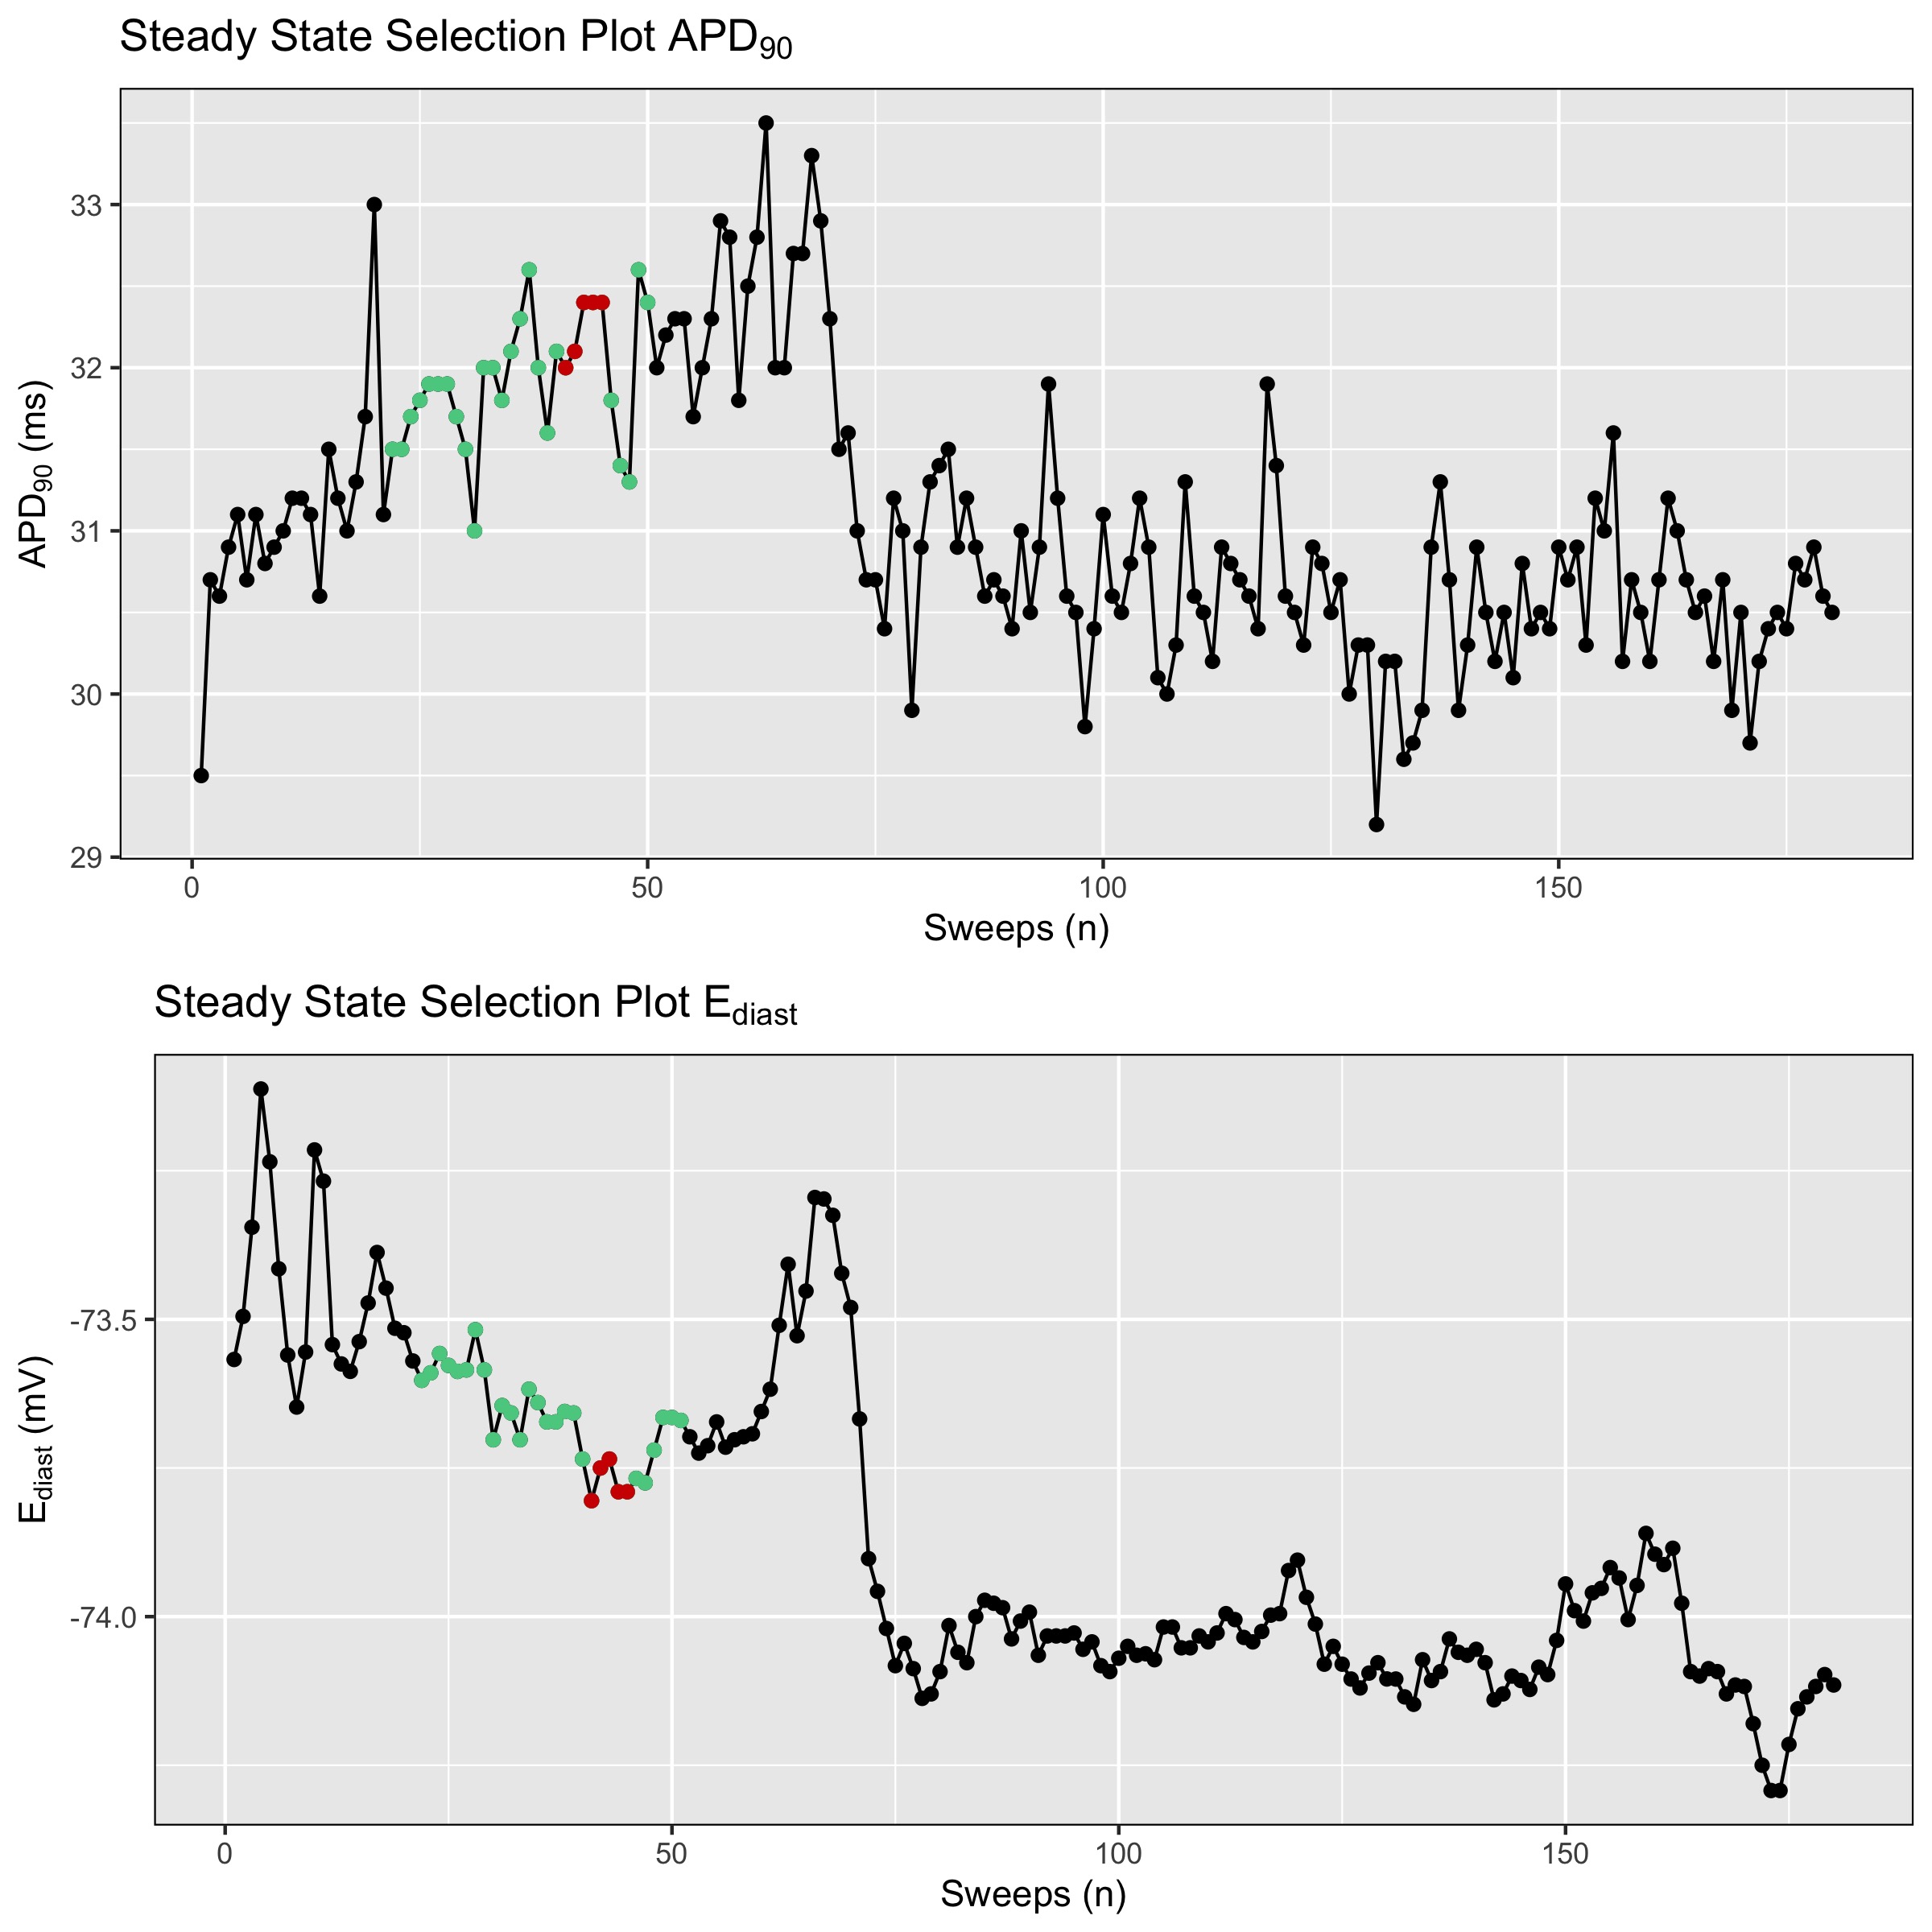 Steady State Selection Plot APD90
33
32
31
30
29
APD90 (ms)
0 50 100 150
Sweeps (n)
Steady State Selection Plot Ediast
-73.5
-74.0
Ediast (mV)
0 50 100 150
Sweeps (n)